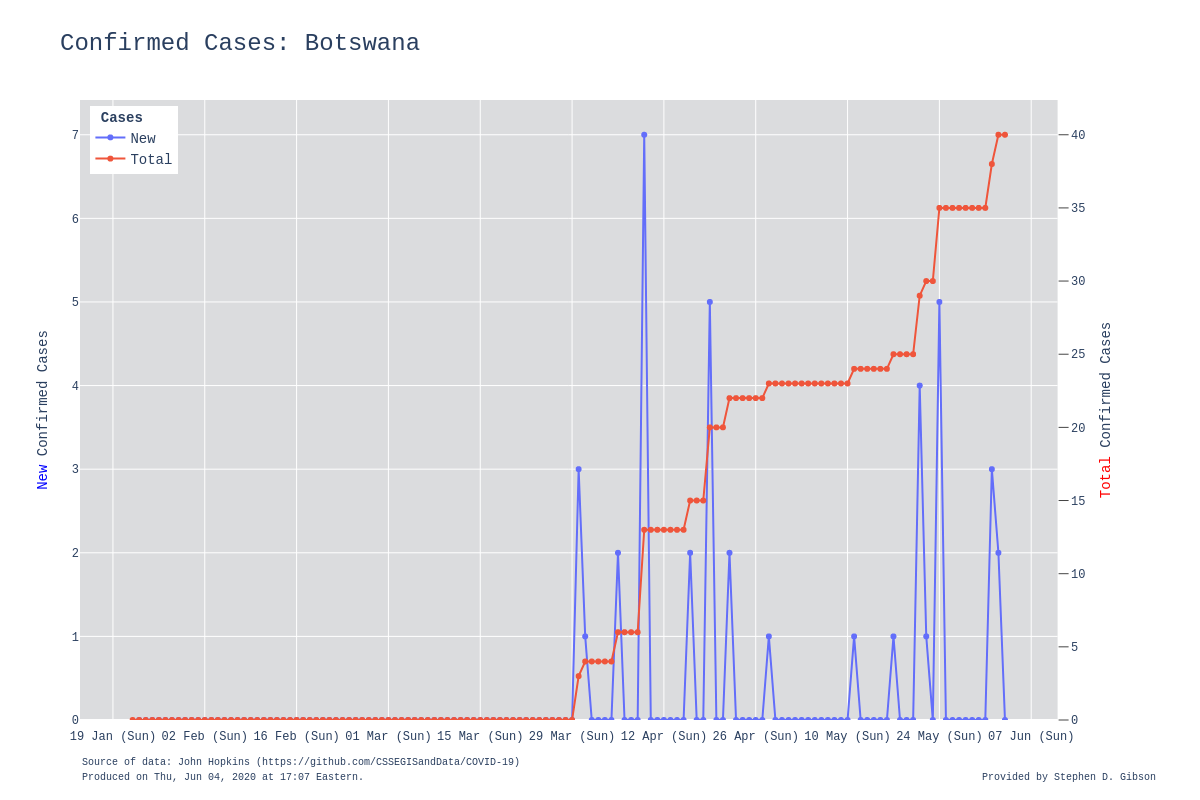 Confirmed Cases: Botswana
Cases
New
Total
7
6
5
4
3
2
1
0
40
35
30
25
20
15
10
5
0
New Confirmed Cases
Total Confirmed Cases
19 Jan (Sun) 02 Feb (Sun) 16 Feb (Sun) 01 Mar (Sun) 15 Mar (Sun) 29 Mar (Sun) 12 Apr (Sun) 26 Apr (Sun) 10 May (Sun) 24 May (Sun) 07 Jun (Sun)
Source of data: John Hopkins (https://github.com/CSSEGISandData/COVID-19)
Produced on Thu, Jun 04, 2020 at 17:07 Eastern.
Provided by Stephen D. Gibson